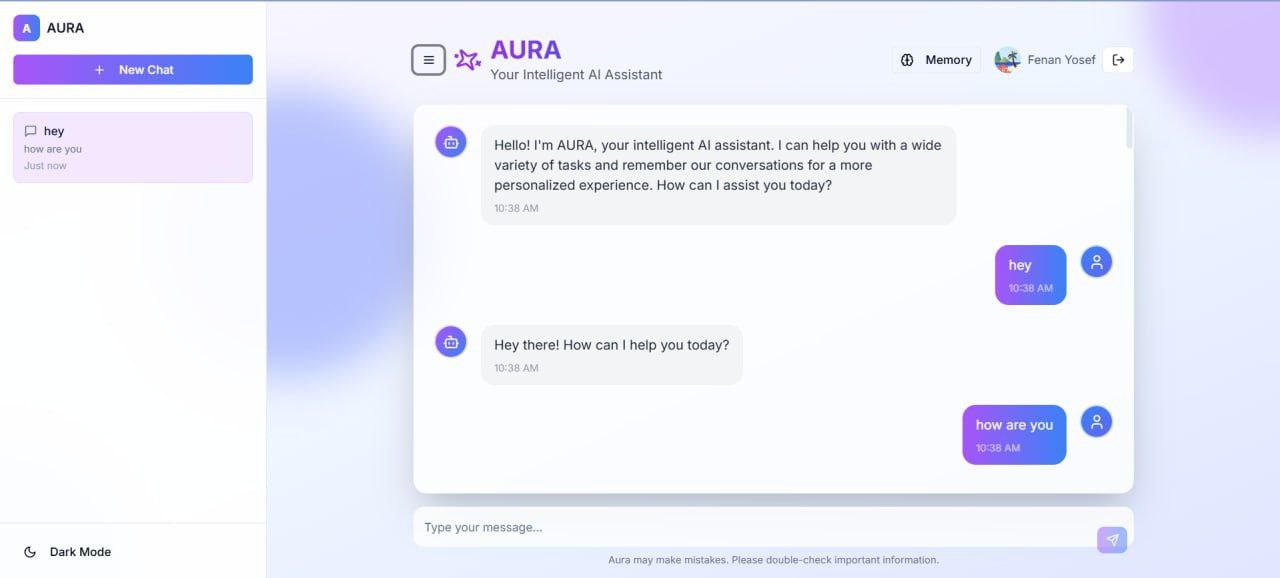 A AURA
+ New Chat
hey
how are you
Just now
Dark Mode
AURA
Your Intelligent AI Assistant
Memory
Fenan Yosef
Hello! I'm AURA, your intelligent AI assistant. I can help you with a wide
variety of tasks and remember our conversations for a more
personalized experience. How can I assist you today?
10:38 AM
hey
10:38 AM
Hey there! How can I help you today?
10:38 AM
how are you
10:38 AM
Type your message...
Aura may make mistakes. Please double-check important information.